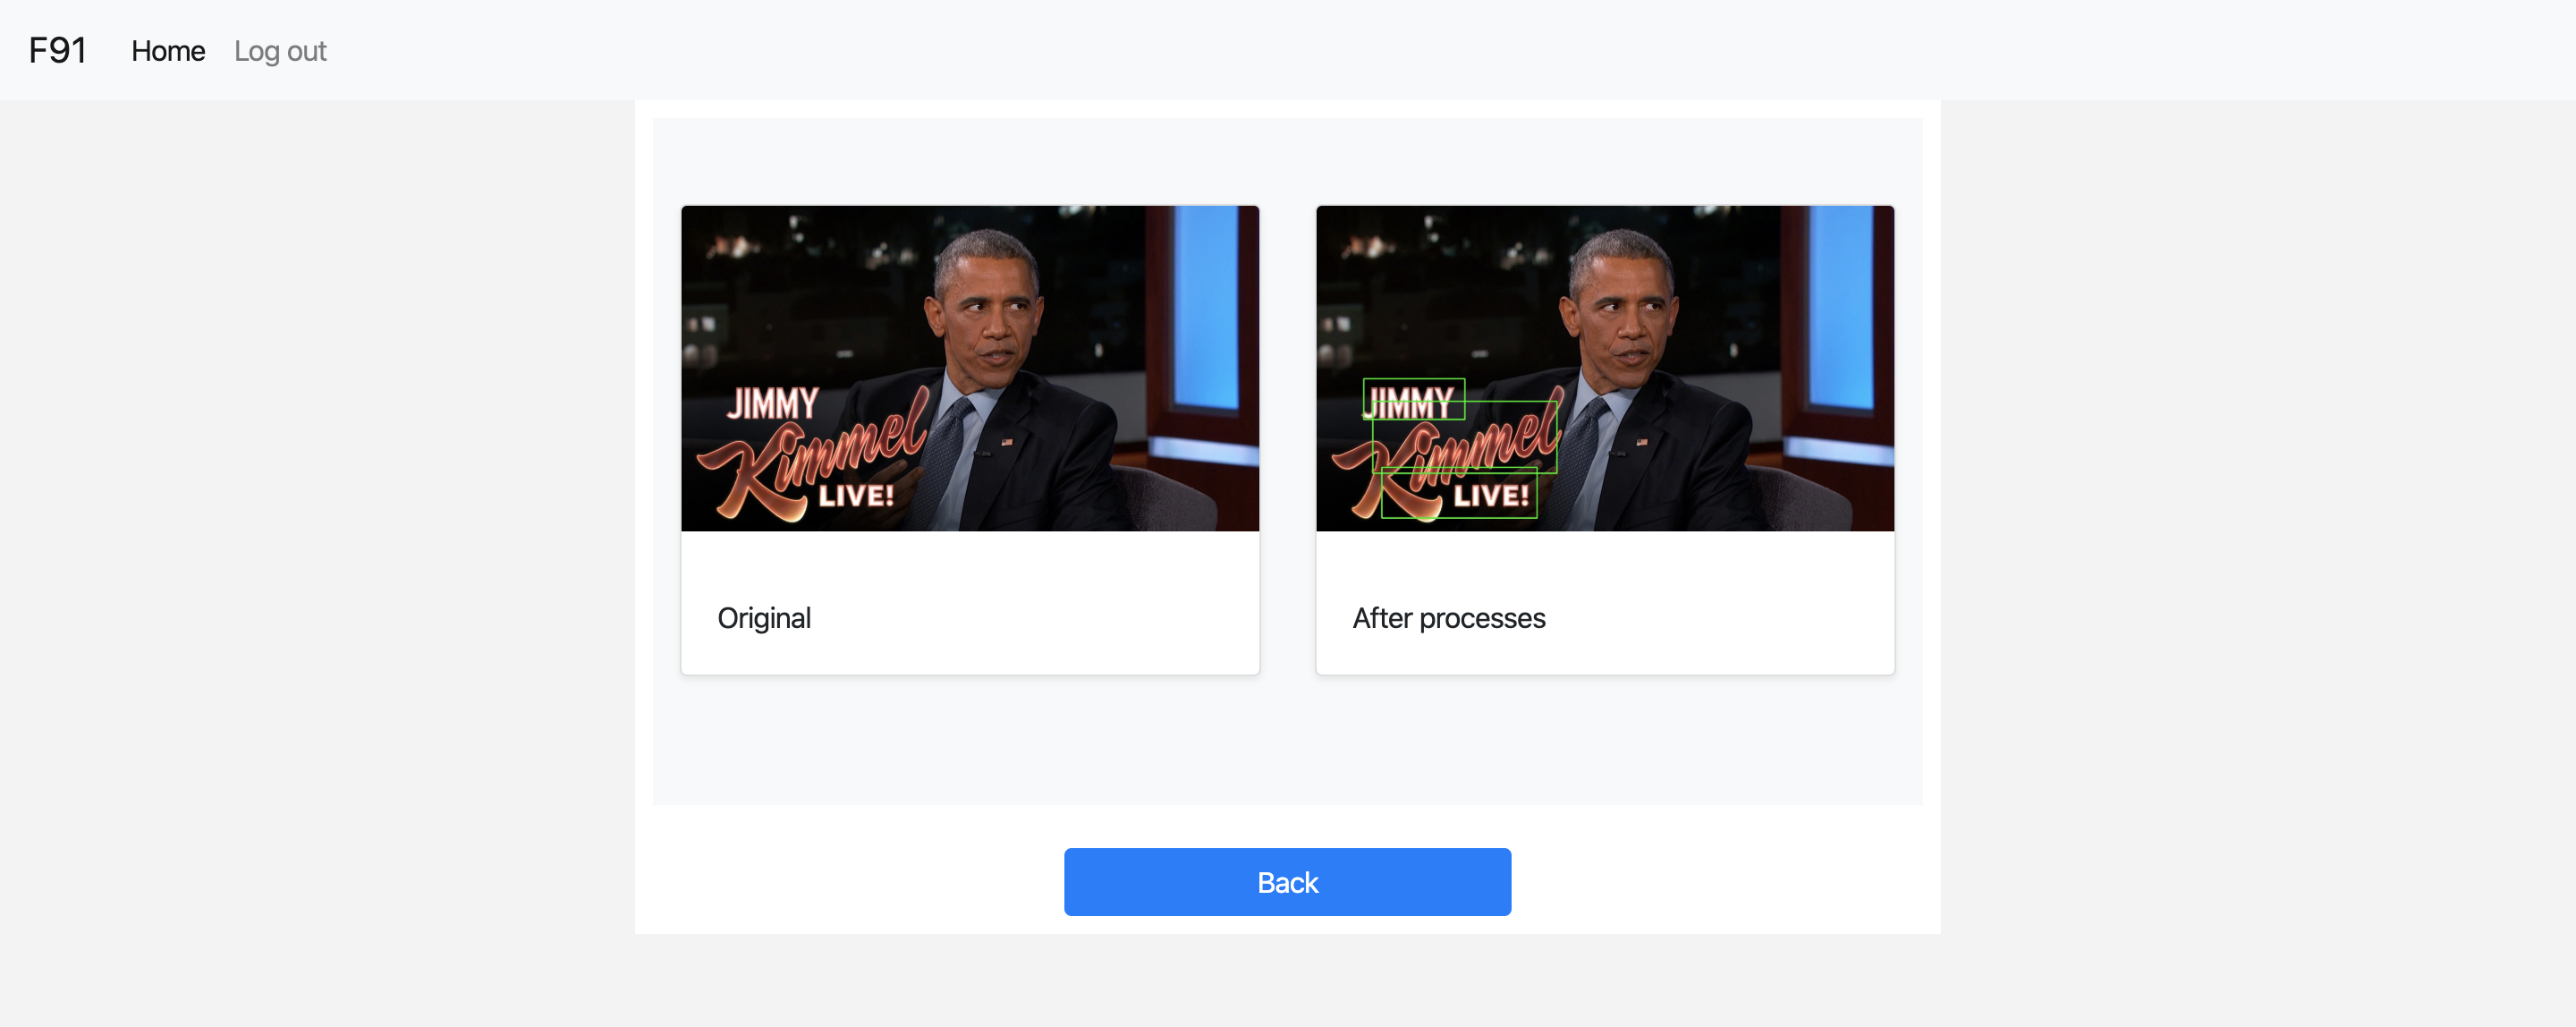 F91 Home Log out
JIMMY
Kimmel
LIVE!
JIMMY
Kimmel
LIVE!
Original
After processes
Back